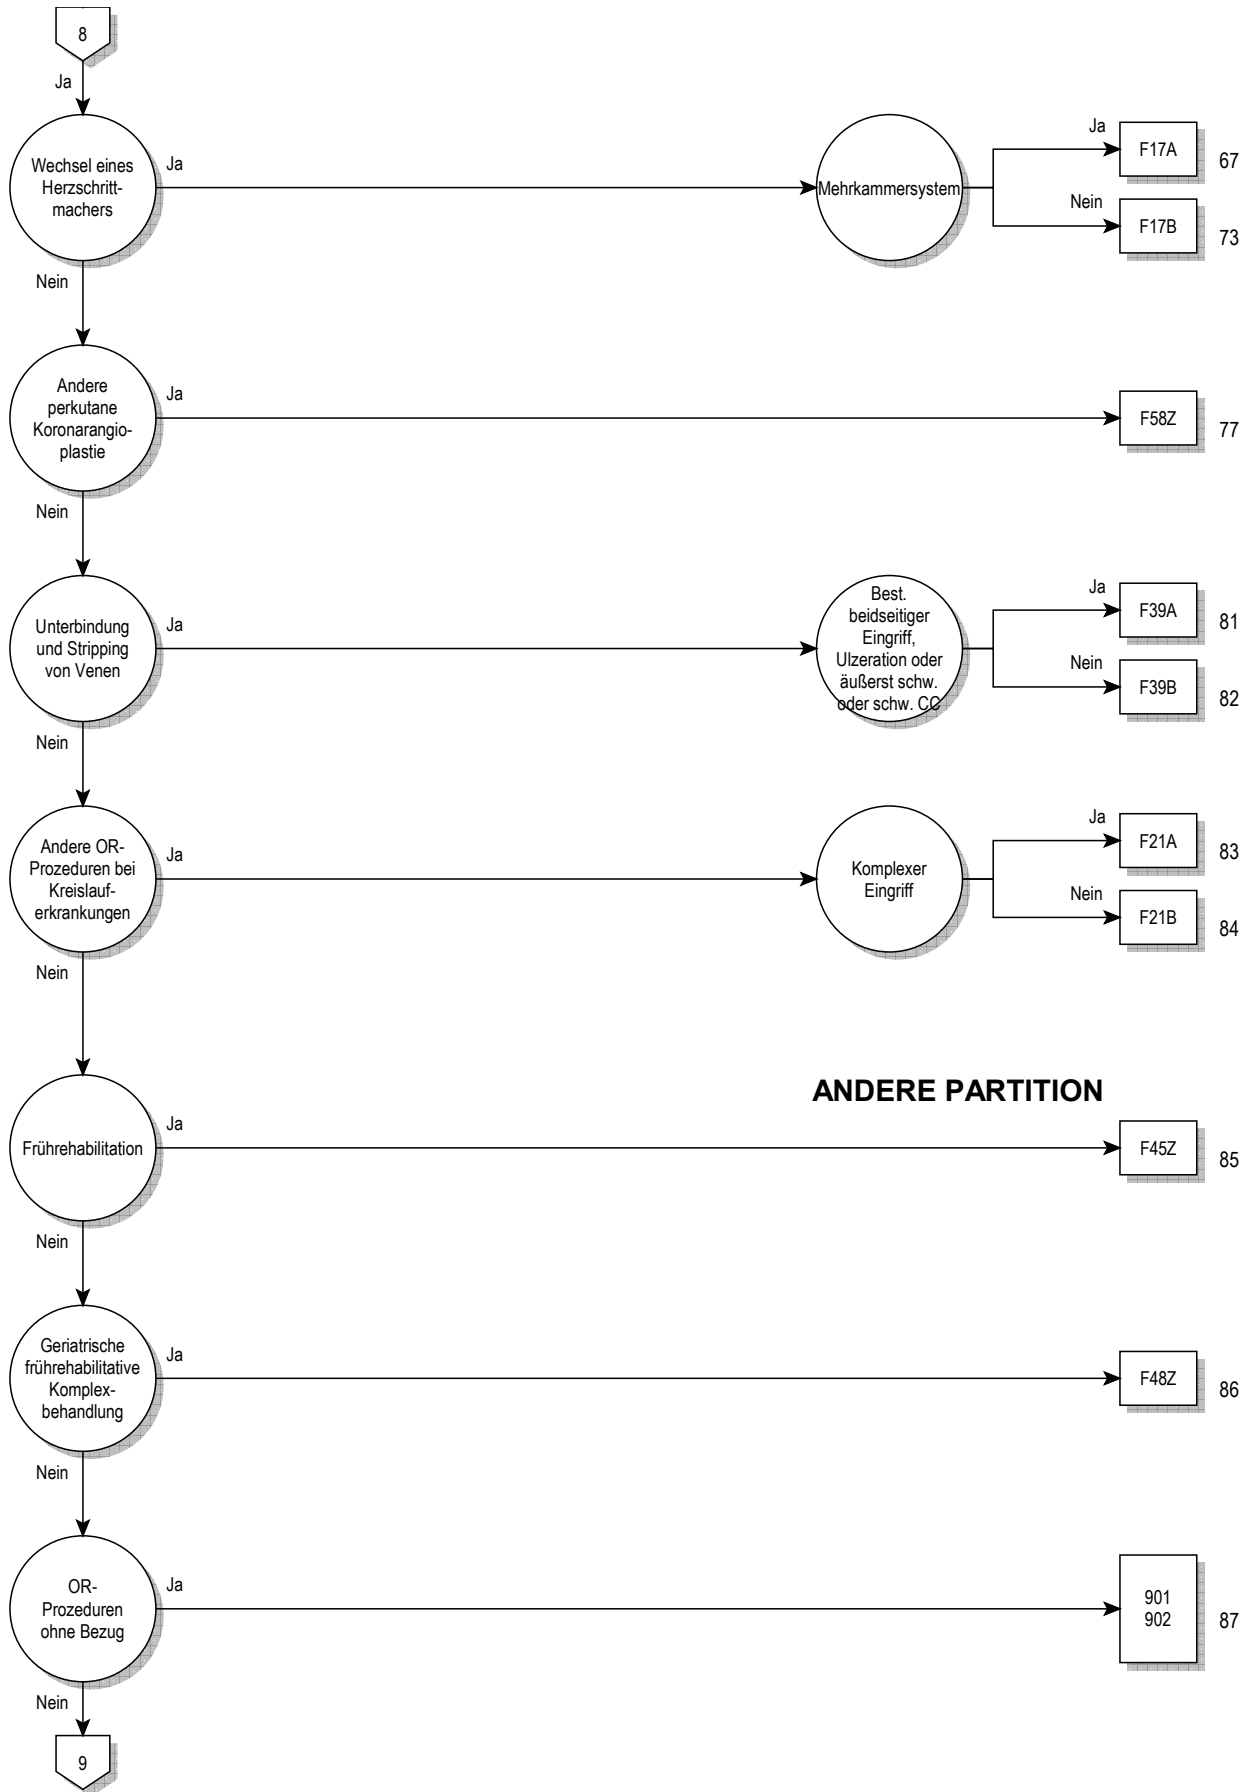 8
Ja
Wechsel eines
Herzschritt-
machers
Ja
Mehrkammersystem
Ja
F17A
67
Nein
F17B
73
Nein
Andere
perkutane
Koronarangio-
plastie
Ja
F58Z
77
Nein
Unterbindung
und Stripping
von Venen
Ja
Best.
beidseitiger
Eingriff,
Ulzeration oder
äußerst schw.
oder schw. CC
Ja
F39A
81
Nein
F39B
82
Nein
Andere OR-
Prozeduren bei
Kreislauf-
erkrankungen
Ja
Komplexer
Eingriff
Ja
F21A
83
Nein
F21B
84
Nein
ANDERE PARTITION
Frührehabilitation
Ja
F45Z
85
Nein
Geriatrische
frührehabilitative
Komplex-
behandlung
Ja
F48Z
86
Nein
OR-
Prozeduren
ohne Bezug
Ja
901
902
87
Nein
9